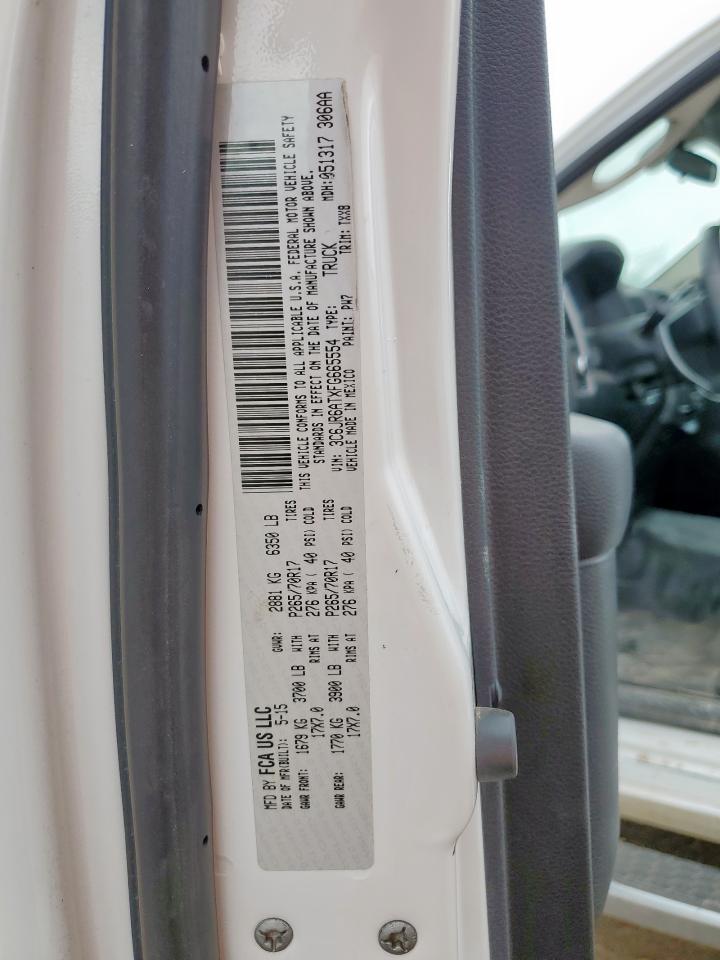 MFD BY FCA US LLC
DATE OF MFR(BUILT): 5-15 GVWR: 2881 KG 6350 LB
GAWR FRONT: 1679 KG 3700 LB WITH P265/70R17 TIRES
17X7.0 RIMS AT 276 KPA ( 40 PSI) COLD
GAWR REAR: 1770 KG 3900 LB WITH P265/70R17 TIRES
17X7.0 RIMS AT 276 KPA ( 40 PSI) COLD
THIS VEHICLE CONFORMS TO ALL APPLICABLE U.S.A. FEDERAL MOTOR VEHICLE SAFETY
STANDARDS IN EFFECT ON THE DATE OF MANUFACTURE SHOWN ABOVE.
VIN: 3C6JR6ATXFG665554 TYPE: TRUCK MDH: 051317 306AA
VEHICLE MADE IN MEXICO PAINT: PW7 TRIM: TXX8